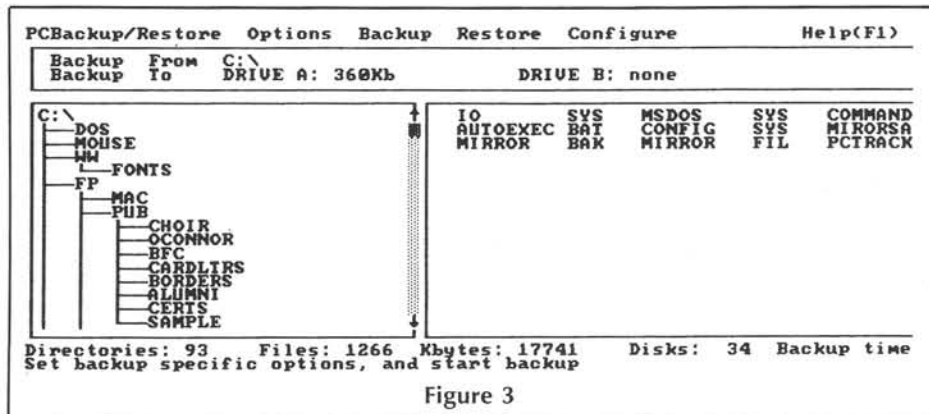 PCBackup/Restore Options Backup Restore Configure Help(F1)
Backup From C:\
Backup To DRIVE A: 360Kb DRIVE B: none
C:\
DOS
MOUSE
WW
FONTS
FP
MAC
PUB
CHOIR
OCONNOR
BFC
CARDLTRS
BORDERS
ALUMNI
CERTS
SAMPLE
IO SYS MSDOS SYS COMMAND
AUTOEXEC BAT CONFIG SYS MIRORSA
MIRROR BAK MIRROR FIL PCTRACK
Directories: 93 Files: 1266 Kbytes: 17741 Disks: 34 Backup time
Set backup specific options, and start backup
Figure 3